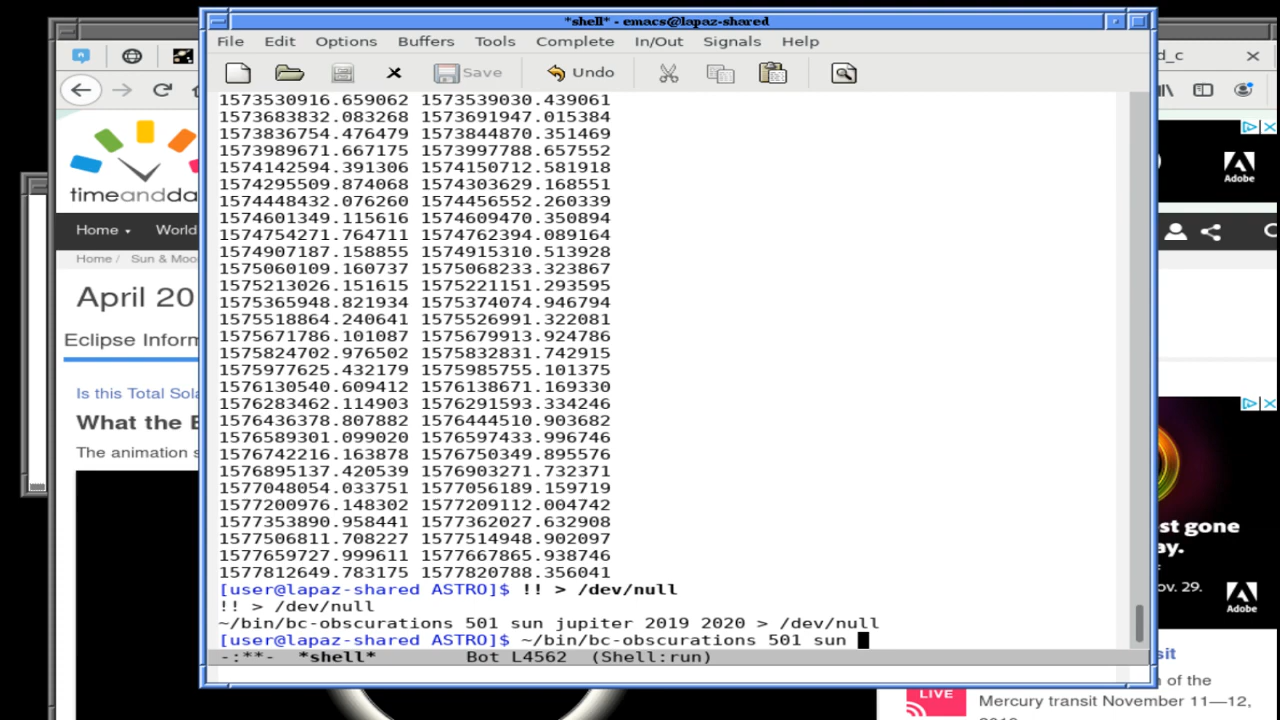 *shell* - emacs@lapaz-shared
File Edit Options Buffers Tools Complete In/Out Signals Help
Save Undo
1573530916.659062 1573539030.439061
1573683832.083268 1573691947.015384
1573836754.476479 1573844870.351469
1573989671.667175 1573997788.657552
1574142594.391306 1574150712.581918
1574295509.874068 1574303629.168551
1574448432.076260 1574456552.260339
1574601349.115616 1574609470.350894
1574754271.764711 1574762394.089164
1574907187.158855 1574915310.513928
1575060109.160737 1575068233.323867
1575213026.151615 1575221151.293595
1575365948.821934 1575374074.946794
1575518864.240641 1575526991.322081
1575671786.101087 1575679913.924786
1575824702.976502 1575832831.742915
1575977625.432179 1575985755.101375
1576130540.609412 1576138671.169330
1576283462.114903 1576291593.334246
1576436378.807882 1576444510.903682
1576589301.099020 1576597433.996746
1576742216.163878 1576750349.895576
1576895137.420539 1576903271.732371
1577048054.033751 1577056189.159719
1577200976.148302 1577209112.004742
1577353890.958441 1577362027.632908
1577506811.708227 1577514948.902097
1577659727.999611 1577667865.938746
1577812649.783175 1577820788.356041
[user@lapaz-shared ASTRO]$ !! > /dev/null
!! > /dev/null
~/bin/bc-obscurations 501 sun jupiter 2019 2020 > /dev/null
[user@lapaz-shared ASTRO]$ ~/bin/bc-obscurations 501 sun
-:**- *shell* Bot L4562 (Shell:run)
timeandda
Home World
Home / Sun & Moo
April 20
Eclipse Inforn
Is this Total Sola
What the E
The animation s
d_c
Adobe
st gone
ay.
ov. 29.
Adobe
sit
n of the
LIVE
Mercury transit November 11—12,